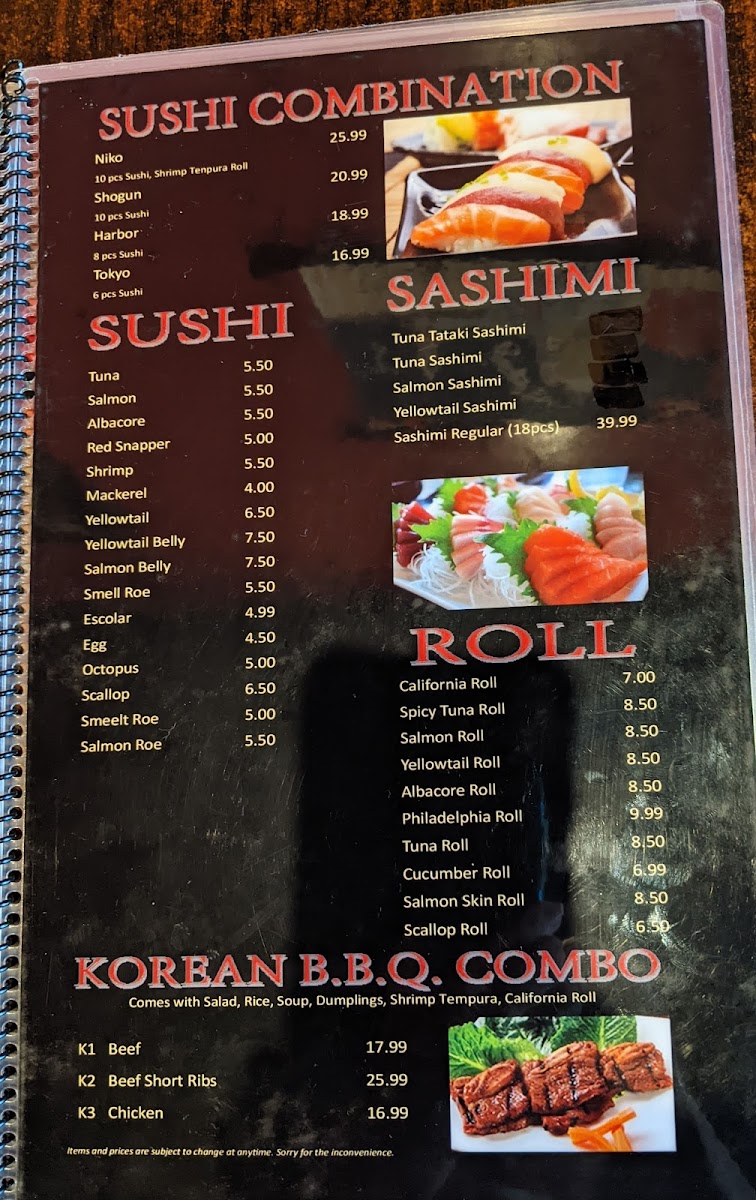 SUSHI COMBINATION
Niko 25.99
10 pcs Sushi, Shrimp Tenpura Roll
Shogun 20.99
10 pcs Sushi
Harbor 18.99
8 pcs Sushi
Tokyo 16.99
6 pcs Sushi
SUSHI
Tuna 5.50
Salmon 5.50
Albacore 5.50
Red Snapper 5.00
Shrimp 5.50
Mackerel 4.00
Yellowtail 6.50
Yellowtail Belly 7.50
Salmon Belly 7.50
Smell Roe 5.50
Escolar 4.99
Egg 4.50
Octopus 5.00
Scallop 6.50
Smeelt Roe 5.00
Salmon Roe 5.50
SASHIMI
Tuna Tataki Sashimi
Tuna Sashimi
Salmon Sashimi
Yellowtail Sashimi
Sashimi Regular (18pcs) 39.99
ROLL
California Roll 7.00
Spicy Tuna Roll 8.50
Salmon Roll 8.50
Yellowtail Roll 8.50
Albacore Roll 8.50
Philadelphia Roll 9.99
Tuna Roll 8,50
Cucumber Roll 6.99
Salmon Skin Roll 8.50
Scallop Roll 6.50
KOREAN B.B.Q. COMBO
Comes with Salad, Rice, Soup, Dumplings, Shrimp Tempura, California Roll
K1 Beef 17.99
K2 Beef Short Ribs 25.99
K3 Chicken 16.99
Items and prices are subject to change at anytime. Sorry for the inconvenience.